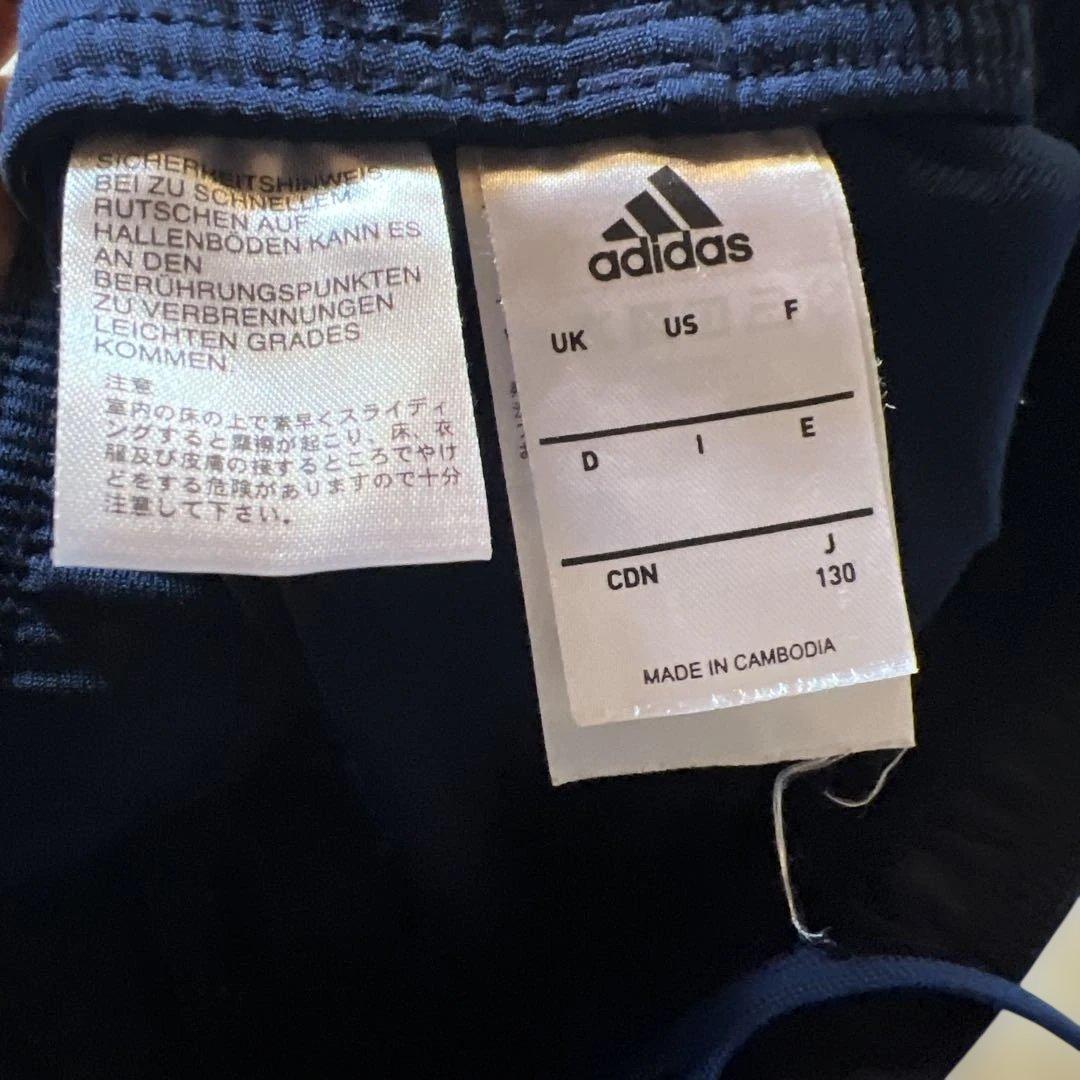 SICHERHEITSHINWEIS
BEI ZU SCHNELLEM
RUTSCHEN AUF
HALLENBÖDEN KANN ES
AN DEN
BERÜHRUNGSPUNKTEN
ZU VERBRENNUNGEN
LEICHTEN GRADES
KOMMEN.
注意
室内の床の上で素早くスライディ
ングすると摩擦が起こり、床、衣
服及び皮膚の接するところでやけ
どをする危険がありますので十分
注意して下さい。
adidas
UK US F
D I E
CDN J
130
MADE IN CAMBODIA